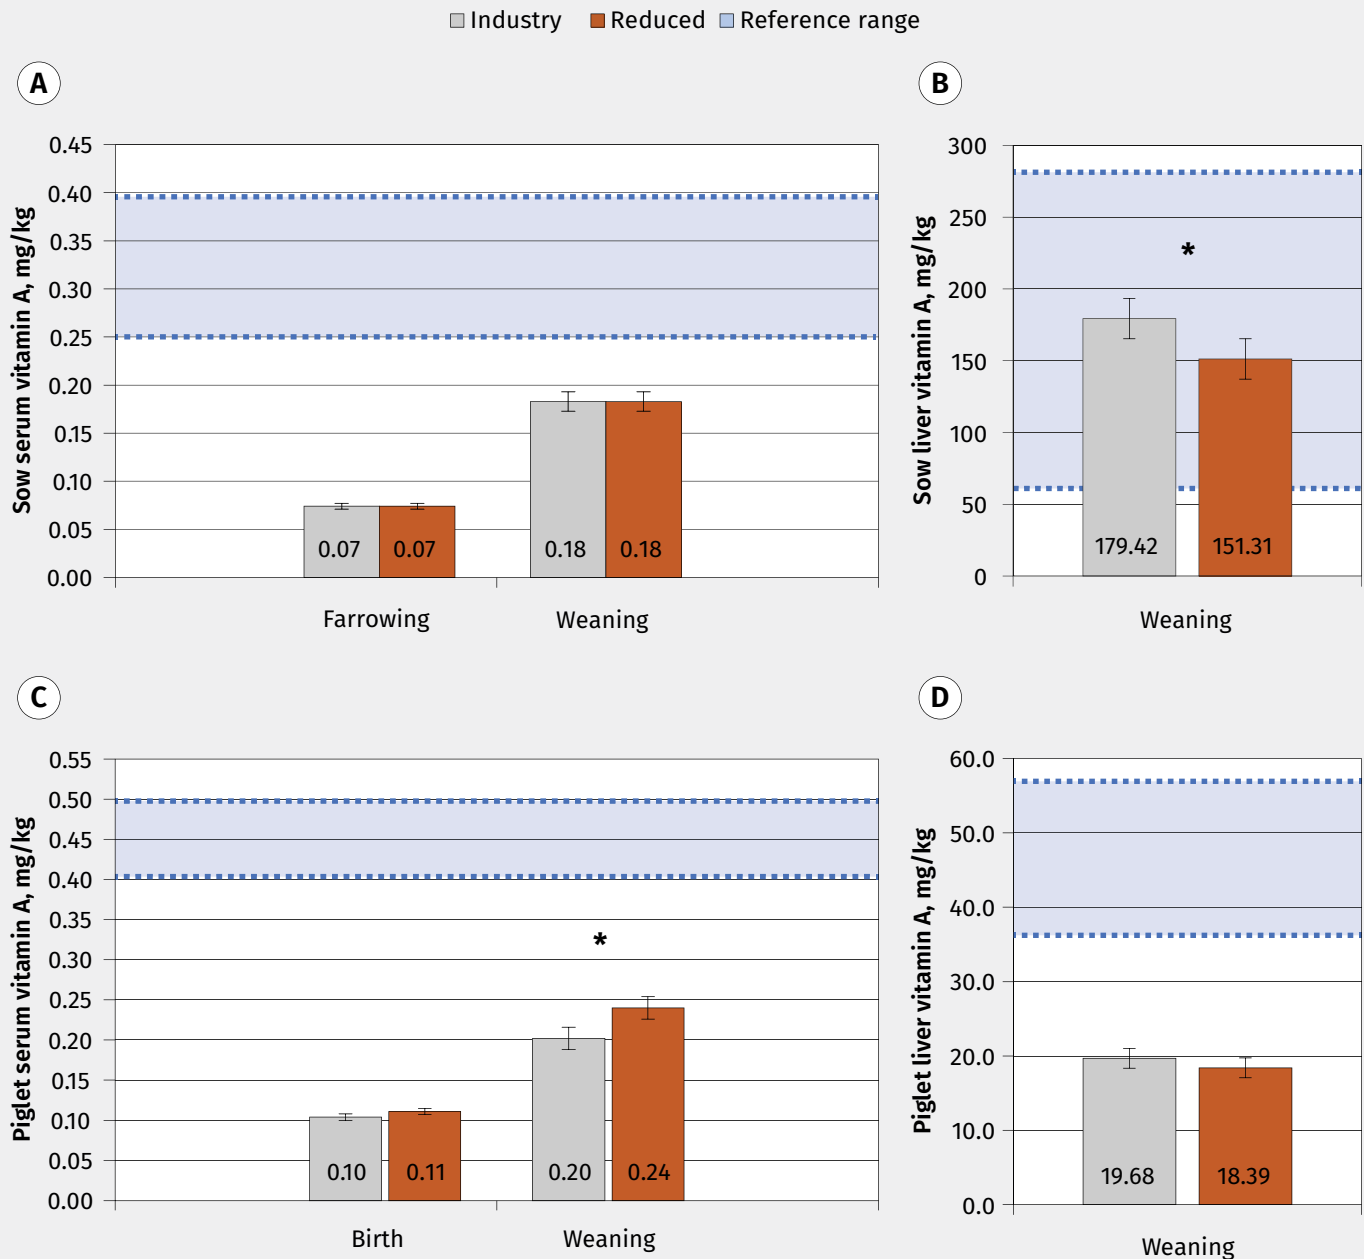 Industry Reduced Reference range
A
Sow serum vitamin A, mg/kg
0.45
0.40
0.35
0.30
0.25
0.20
0.15
0.10
0.05
0.00
0.07 0.07 0.18 0.18
Farrowing Weaning
B
Sow liver vitamin A, mg/kg
300
250
200
150
100
50
0
*
179.42 151.31
Weaning
C
Piglet serum vitamin A, mg/kg
0.55
0.50
0.45
0.40
0.35
0.30
0.25
0.20
0.15
0.10
0.05
0.00
*
0.10 0.11 0.20 0.24
Birth Weaning
D
Piglet liver vitamin A, mg/kg
60.0
50.0
40.0
30.0
20.0
10.0
0.0
19.68 18.39
Weaning